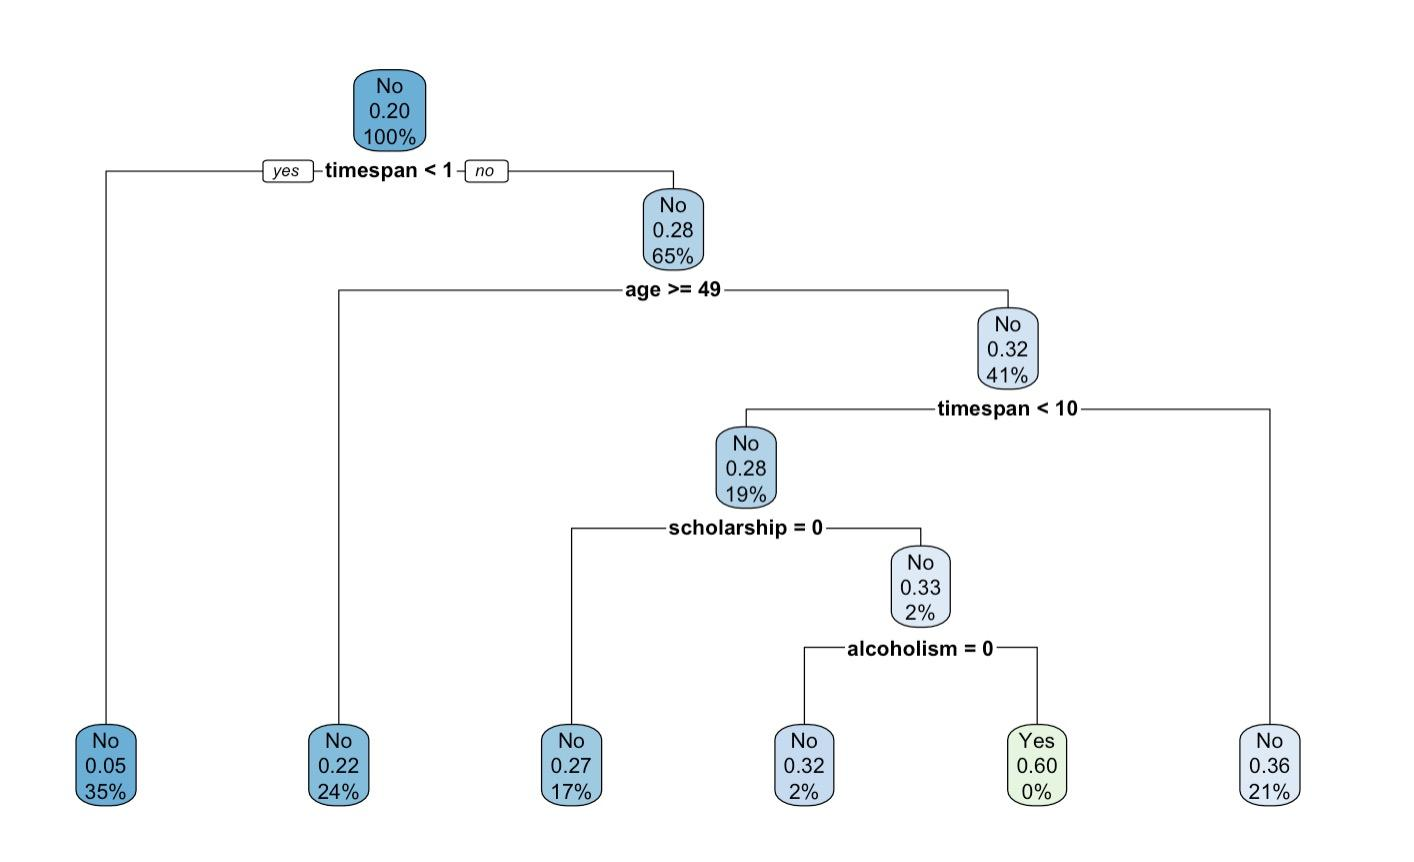 No
0.20
100%
yes timespan < 1 no
No
0.28
65%
age >= 49
No
0.32
41%
timespan < 10
No
0.28
19%
scholarship = 0
No
0.33
2%
alcoholism = 0
No
0.05
35%
No
0.22
24%
No
0.27
17%
No
0.32
2%
Yes
0.60
0%
No
0.36
21%